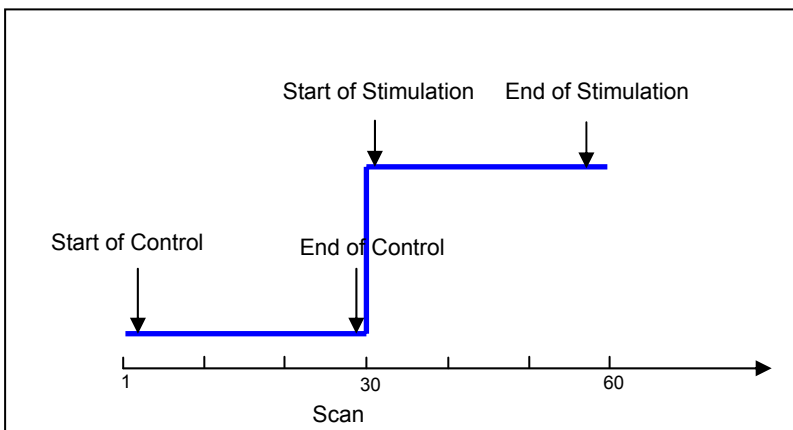 Start of Stimulation
End of Stimulation
Start of Control
End of Control
1
30
60
Scan